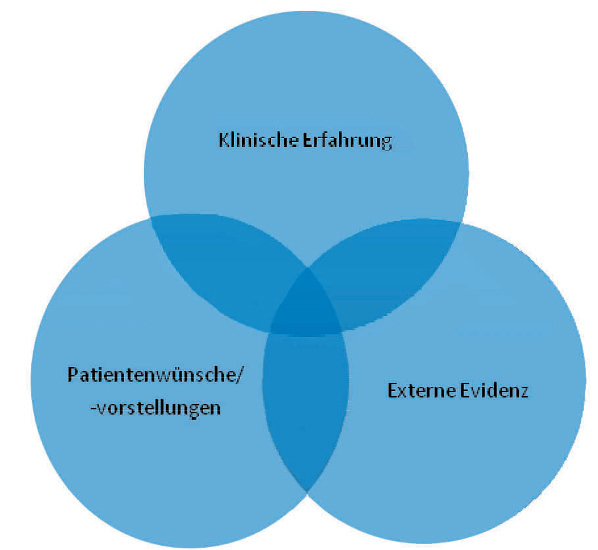 Klinische Erfahrung
Patientenwünsche/
-vorstellungen
Externe Evidenz